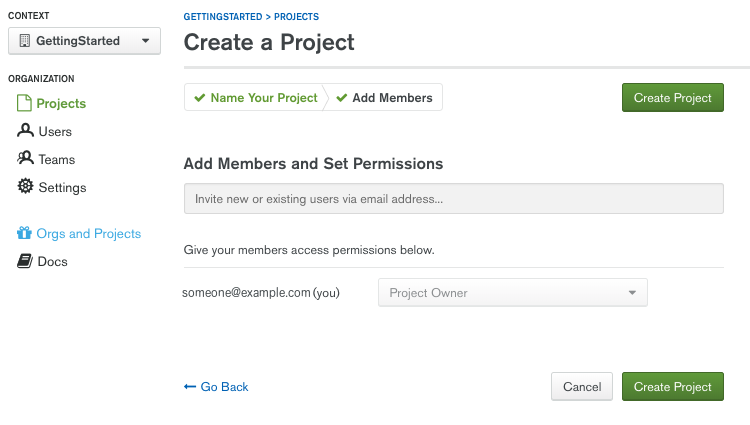 CONTEXT
GettingStarted
ORGANIZATION
Projects
Users
Teams
Settings
Orgs and Projects
Docs
GETTINGSTARTED > PROJECTS
Create a Project
Name Your Project
Add Members
Create Project
Add Members and Set Permissions
Invite new or existing users via email address...
Give your members access permissions below.
someone@example.com (you)
Project Owner
Go Back
Cancel
Create Project